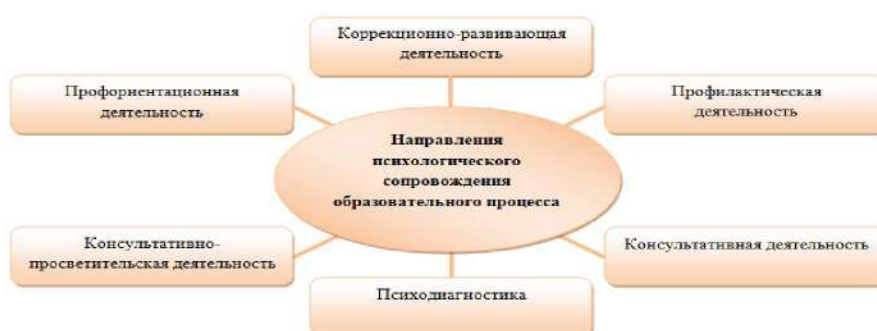 Коррекционно-развивающая
деятельность
Профориентационная
деятельность
Профилактическая
деятельность
Направления
психологического
сопровождения
образовательного процесса
Консультативно-
просветительская деятельность
Консультативная деятельность
Психодиагностика